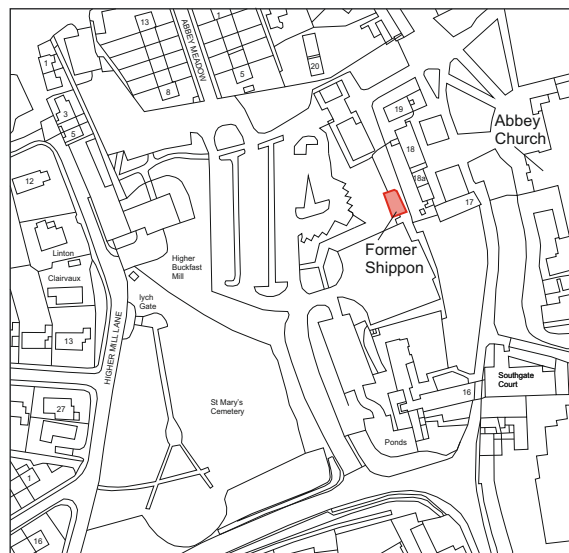 13
1
ABBEY MEADOW
1
5
20
8
3
5
19
Abbey
Church
18
12
18a
17
Linton
Higher
Buckfast
Mill
Former
Shippon
Clairvaux
lych
Gate
HIGHER MILL LANE
13
Southgate
Court
16
St Mary's
Cemetery
27
Ponds
1
16